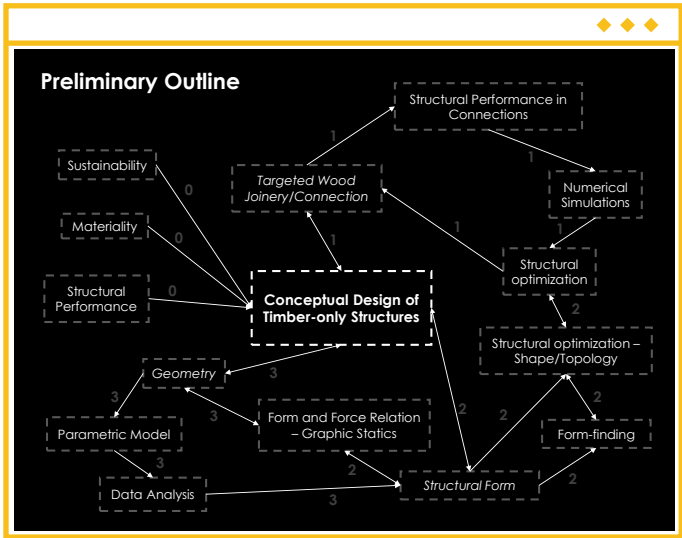 Preliminary Outline
Structural Performance in
Connections
1
1
Sustainability
0
Targeted Wood
Joinery/Connection
Numerical
Simulations
Materiality
0
1
1
1
Structural
optimization
Structural
Performance
0
Conceptual Design of
Timber-only Structures
2
Structural optimization –
Shape/Topology
Geometry
3
3
3
2
2
2
Form and Force Relation
– Graphic Statics
Parametric Model
Form-finding
3
2
2
Data Analysis
3
Structural Form